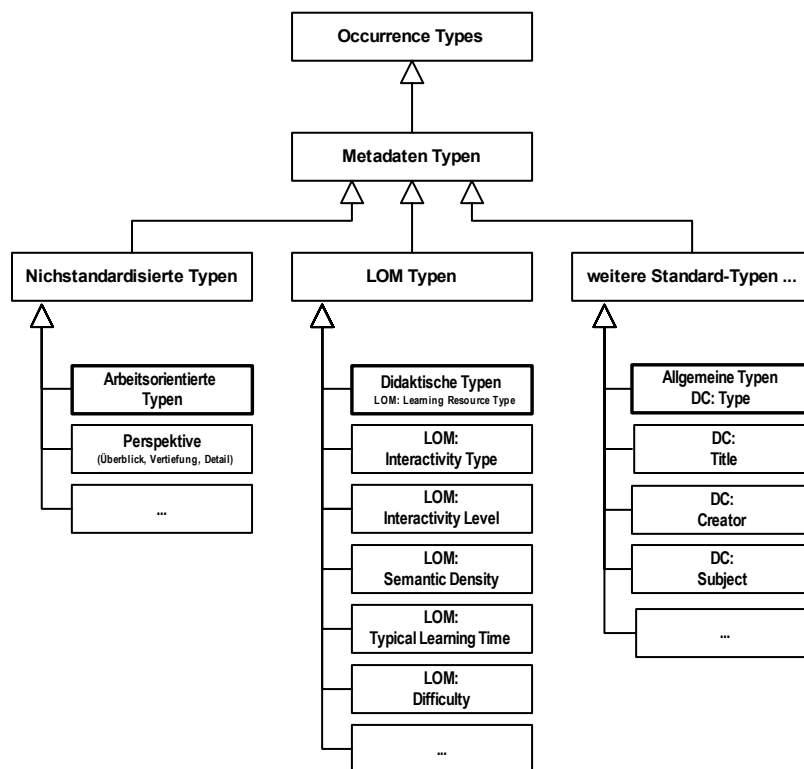 Occurrence Types
Metadaten Typen
Nichstandardisierte Typen
LOM Typen
weitere Standard-Typen ...
Arbeitsorientierte
Typen
Perspektive
(Überblick, Vertiefung, Detail)
...
Didaktische Typen
LOM: Learning Resource Type
LOM:
Interactivity Type
LOM:
Interactivity Level
LOM:
Semantic Density
LOM:
Typical Learning Time
LOM:
Difficulty
...
Allgemeine Typen
DC: Type
DC:
Title
DC:
Creator
DC:
Subject
...